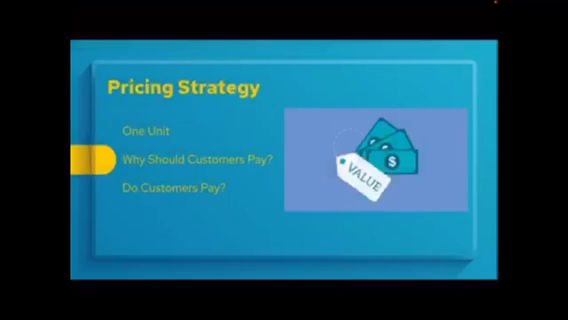 Pricing Strategy
One Unit
Why Should Customers Pay?
Do Customers Pay?
$
VALUE